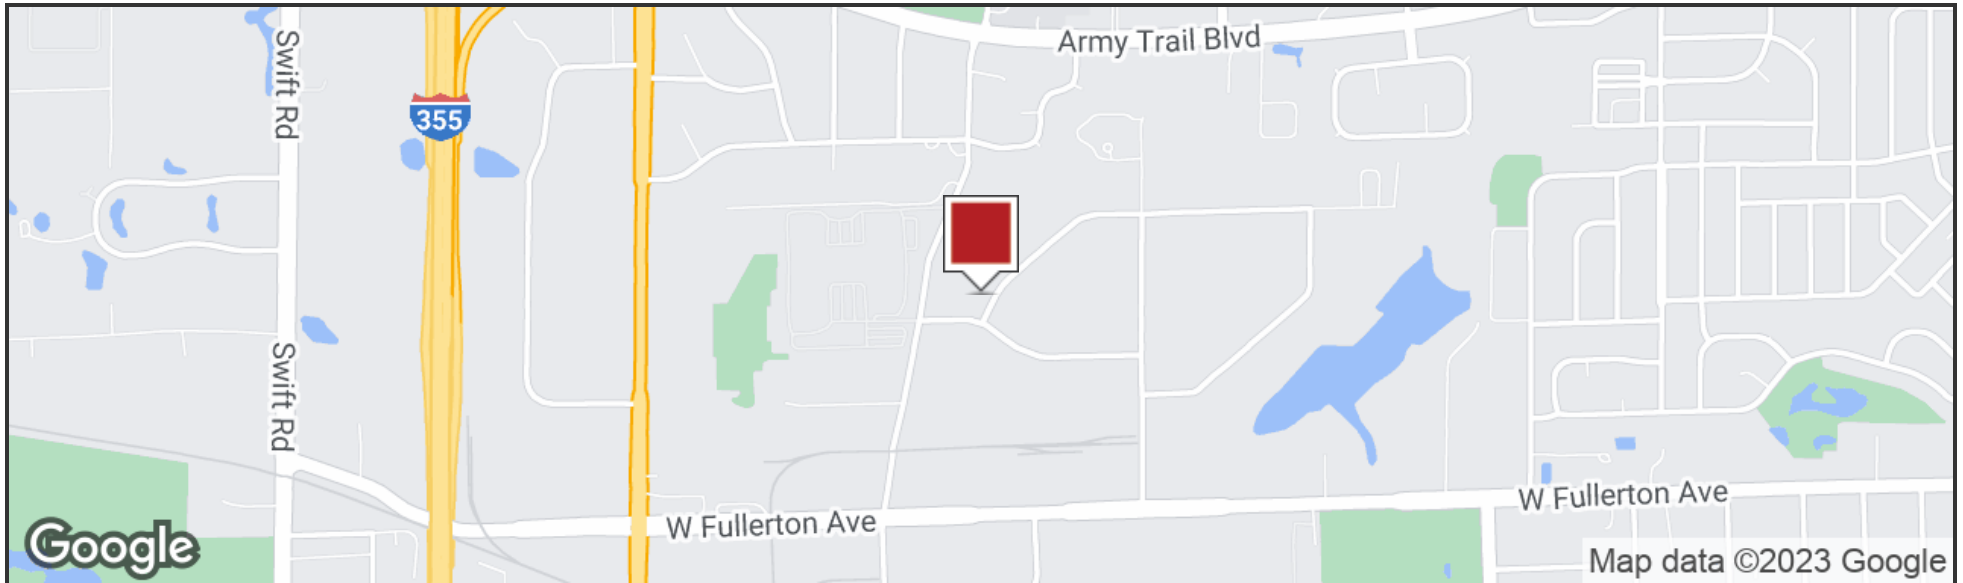 Army Trail Blvd
Swift Rd
355
Swift Rd
W Fullerton Ave
W Fullerton Ave
Google
Map data ©2023 Google